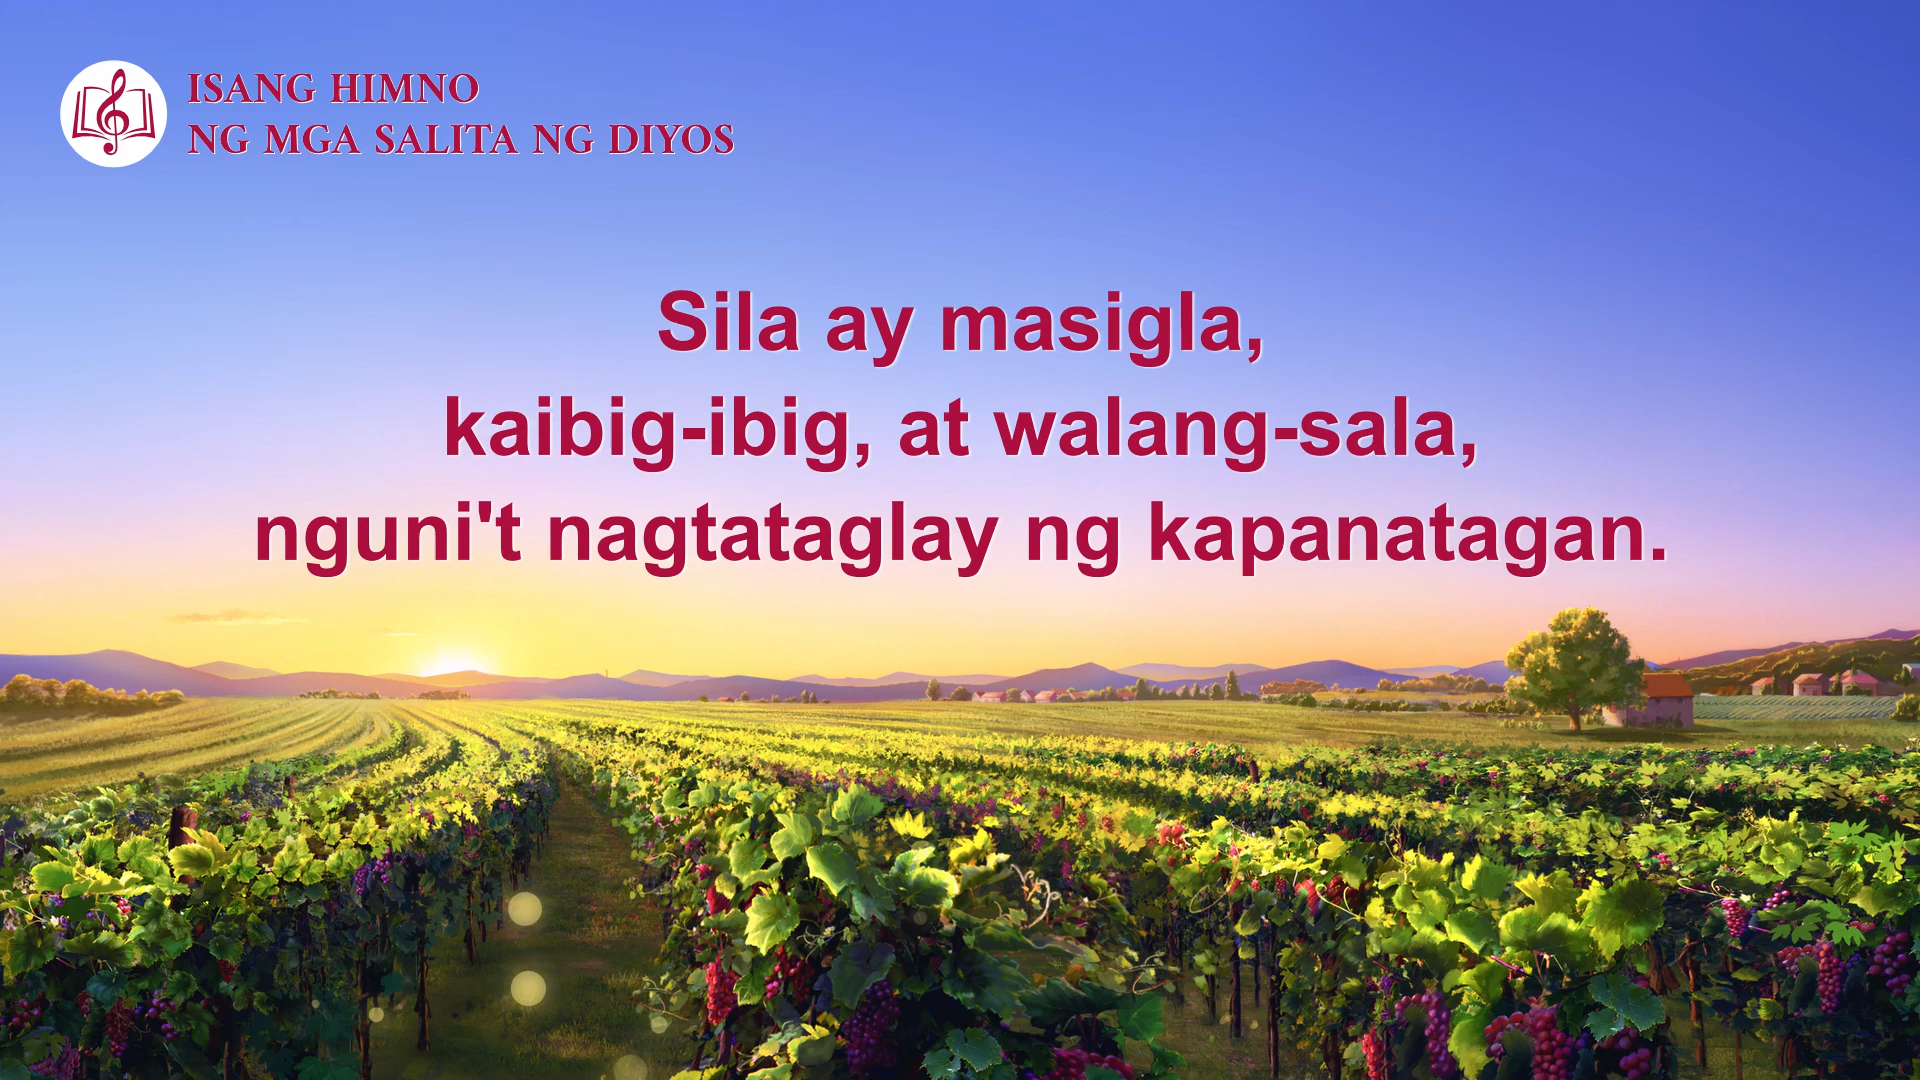 ISANG HIMNO
NG MGA SALITA NG DIYOS
Sila ay masigla,
kaibig-ibig, at walang-sala,
nguni't nagtataglay ng kapanatagan.